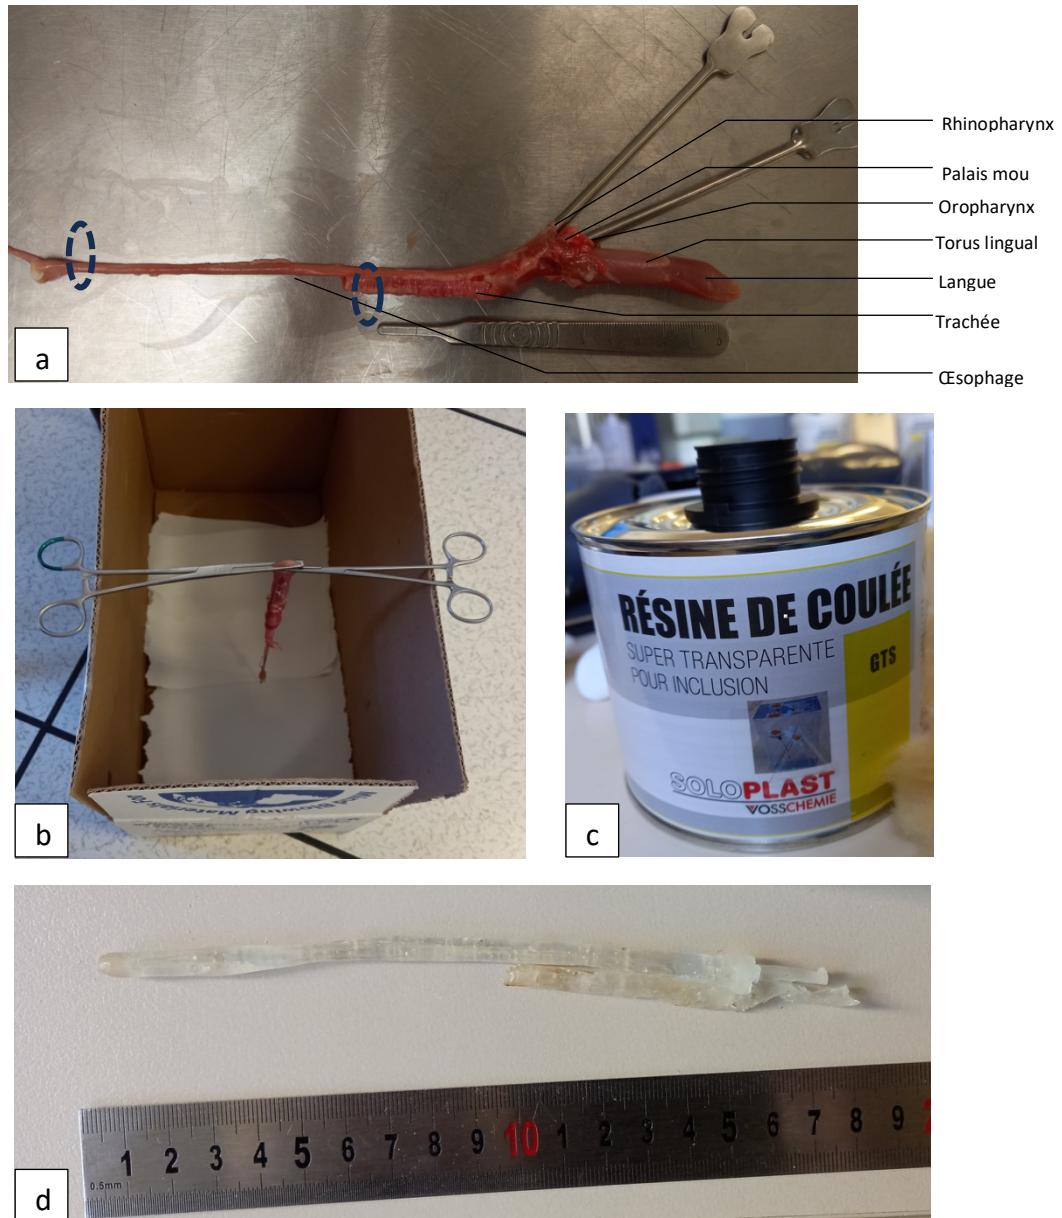 Rhinopharynx
Palais mou
Oropharynx
Torus lingual
Langue
Trachée
Œsophage
a
b
RÉSINE DE COULÉE
SUPER TRANSPARENTE
POUR INCLUSION
GTS
SOLOPLAST
VOSSCHEMIE
c
1 2 3 4 5 6 7 8 9 10 1 2 3 4 5 6 7 8 9
0.5mm
d